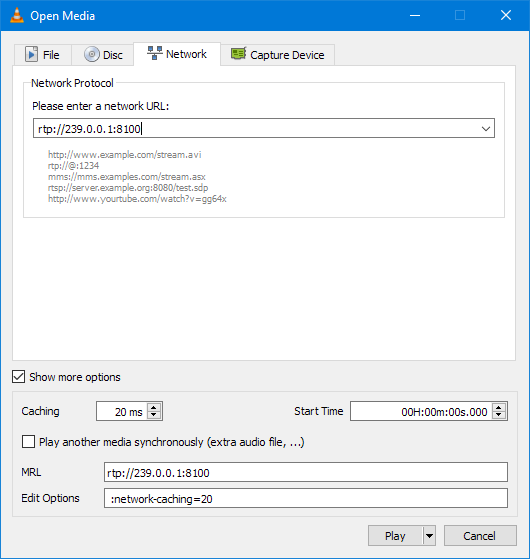 Open Media
File Disc Network Capture Device
Network Protocol
Please enter a network URL:
rtp://239.0.0.1:8100
http://www.example.com/stream.avi
rtp://@:1234
mms://mms.examples.com/stream.asx
rtsp://server.example.org:8080/test.sdp
http://www.yourtube.com/watch?v=gg64x
Show more options
Caching 20 ms Start Time 00H:00m:00s.000
Play another media synchronously (extra audio file, ...)
MRL rtp://239.0.0.1:8100
Edit Options :network-caching=20
Play Cancel